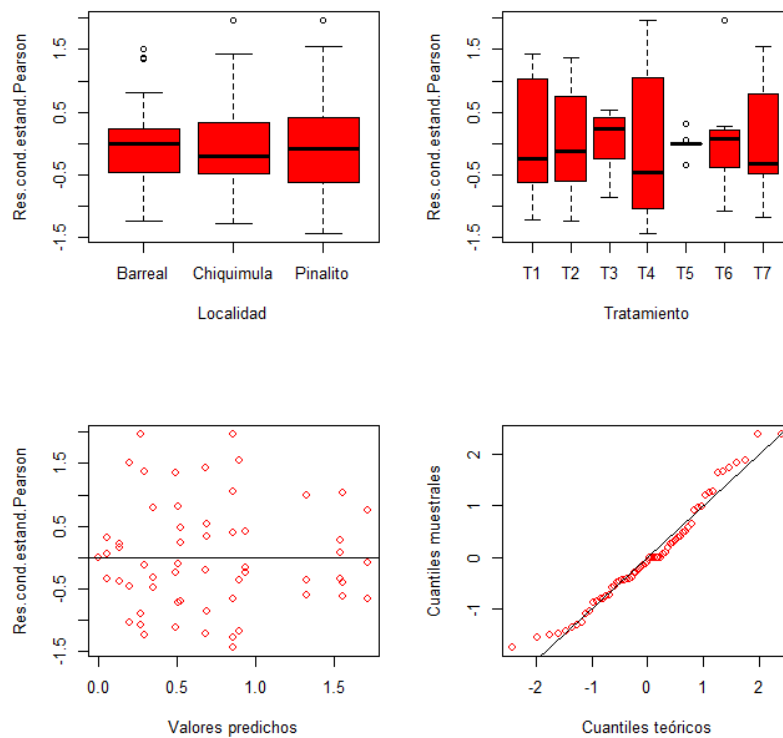 Res.cond.estand.Pearson
1.5
0.5
-0.5
-1.5
Barreal Chiquimula Pinalito
Localidad
Res.cond.estand.Pearson
1.5
0.5
-0.5
-1.5
T1 T2 T3 T4 T5 T6 T7
Tratamiento
Res.cond.estand.Pearson
1.5
0.5
-0.5
-1.5
0.0 0.5 1.0 1.5
Valores predichos
Cuantiles muestrales
2
1
0
-1
-2 -1 0 1 2
Cuantiles teóricos